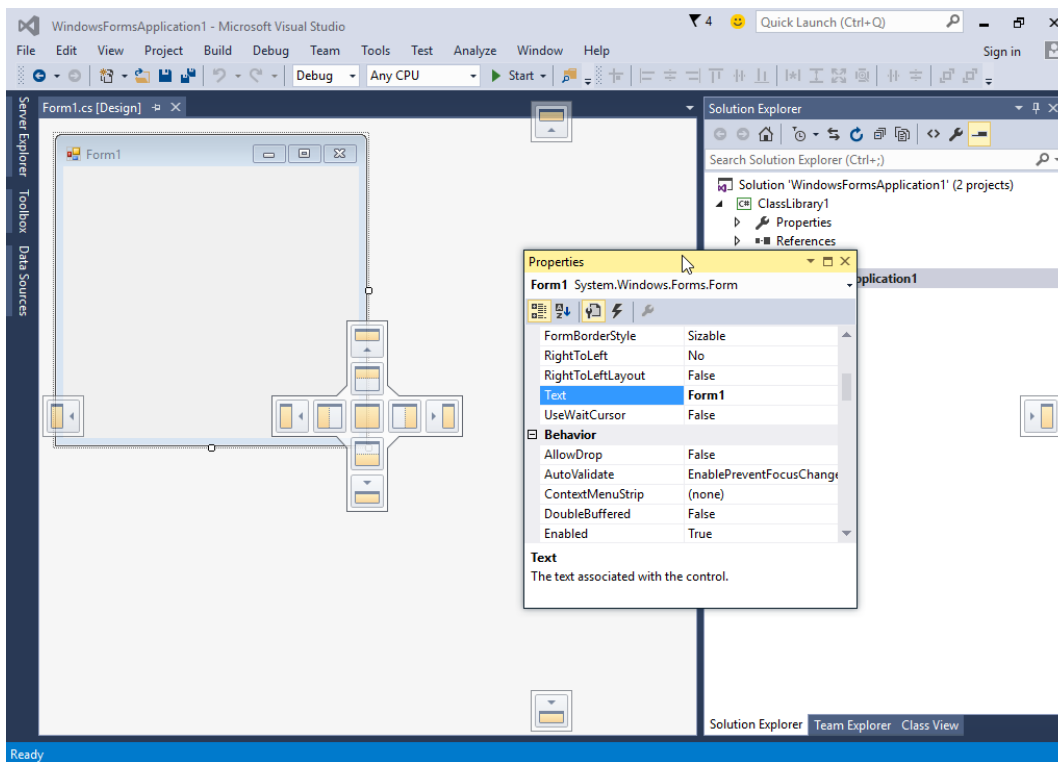 WindowsFormsApplication1 - Microsoft Visual Studio
4
Quick Launch (Ctrl+Q)
File Edit View Project Build Debug Team Tools Test Analyze Window Help
Sign in
Debug Any CPU Start
Server Explorer
Toolbox
Data Sources
Form1.cs [Design]
Form1
Solution Explorer
Search Solution Explorer (Ctrl+;)
Solution 'WindowsFormsApplication1' (2 projects)
C# ClassLibrary1
Properties
References
plication1
Properties
Form1 System.Windows.Forms.Form
FormBorderStyle Sizable
RightToLeft No
RightToLeftLayout False
Text Form1
UseWaitCursor False
Behavior
AllowDrop False
AutoValidate EnablePreventFocusChange
ContextMenuStrip (none)
DoubleBuffered False
Enabled True
Text
The text associated with the control.
Solution Explorer Team Explorer Class View
Ready